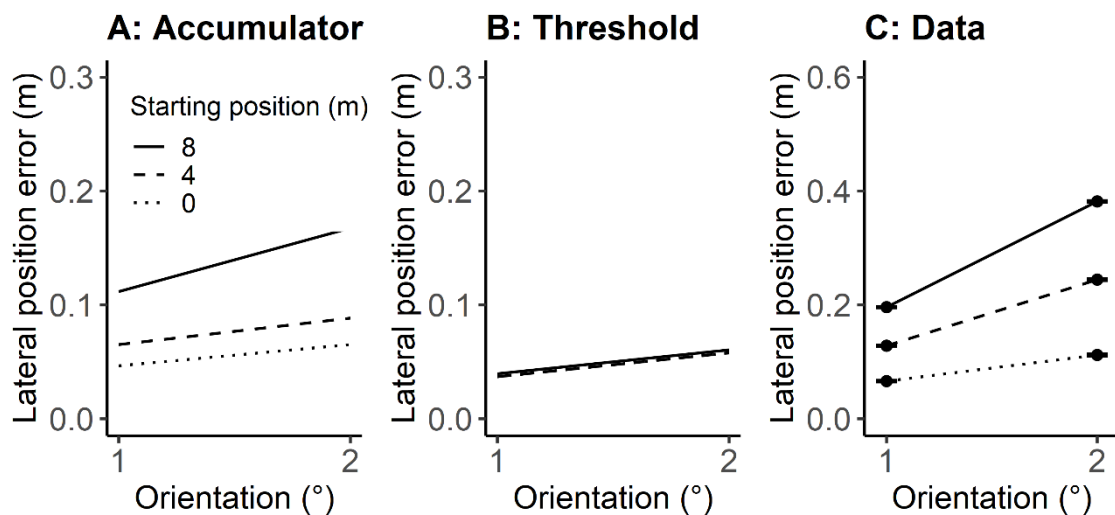 A: Accumulator
Lateral position error (m)
0.3
0.2
0.1
0.0
Starting position (m)
8
4
0
1
2
Orientation (°)
B: Threshold
Lateral position error (m)
0.3
0.2
0.1
0.0
1
2
Orientation (°)
C: Data
Lateral position error (m)
0.6
0.4
0.2
0.0
1
2
Orientation (°)